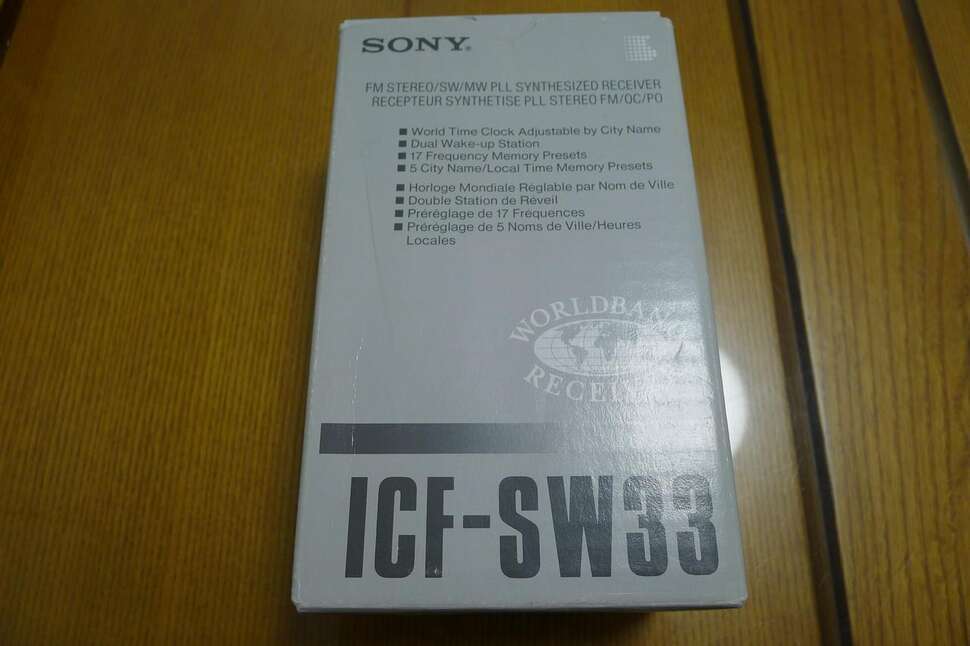 SONY®
FM STEREO/SW/MW PLL SYNTHESIZED RECEIVER
RECEPTEUR SYNTHETISE PLL STEREO FM/OC/PO
■ World Time Clock Adjustable by City Name
■ Dual Wake-up Station
■ 17 Frequency Memory Presets
■ 5 City Name/Local Time Memory Presets
■ Horloge Mondiale Réglable par Nom de Ville
■ Double Station de Réveil
■ Préréglage de 17 Fréquences
■ Préréglage de 5 Noms de Ville/Heures
Locales
WORLDBAND
RECEIVER
ICF-SW33